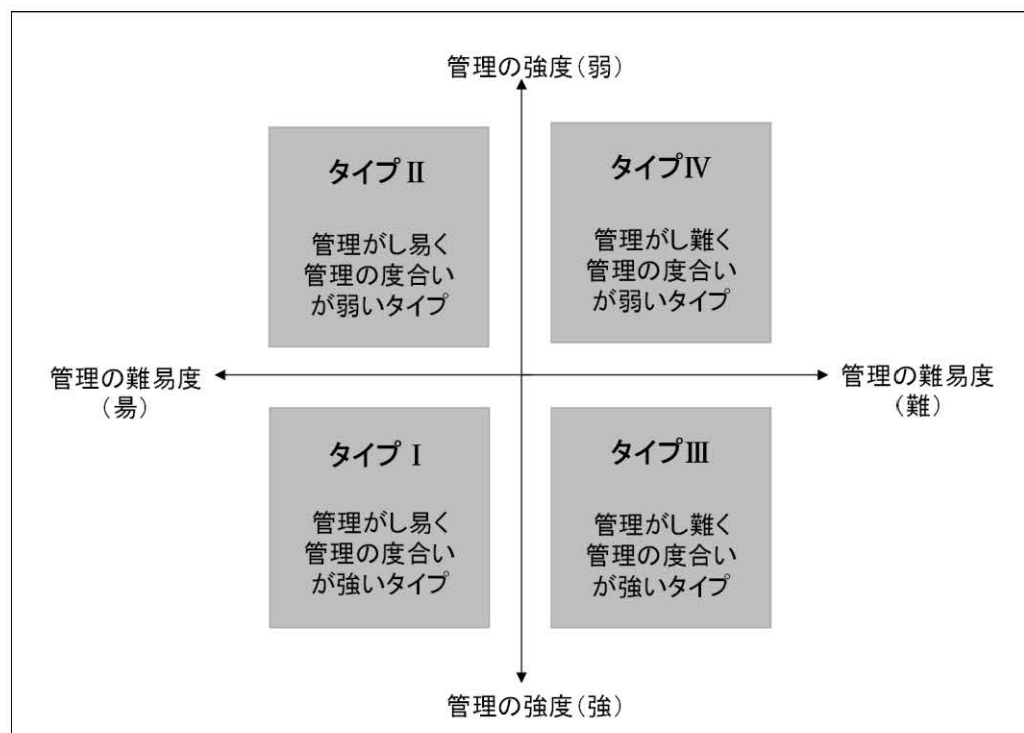 管理の強度（弱）
タイプ Ⅱ
管理がし易く
管理の度合い
が弱いタイプ
タイプⅣ
管理がし難く
管理の度合い
が弱いタイプ
管理の難易度
（易）
管理の難易度
（難）
タイプ Ⅰ
管理がし易く
管理の度合い
が強いタイプ
タイプⅢ
管理がし難く
管理の度合い
が強いタイプ
管理の強度（強）